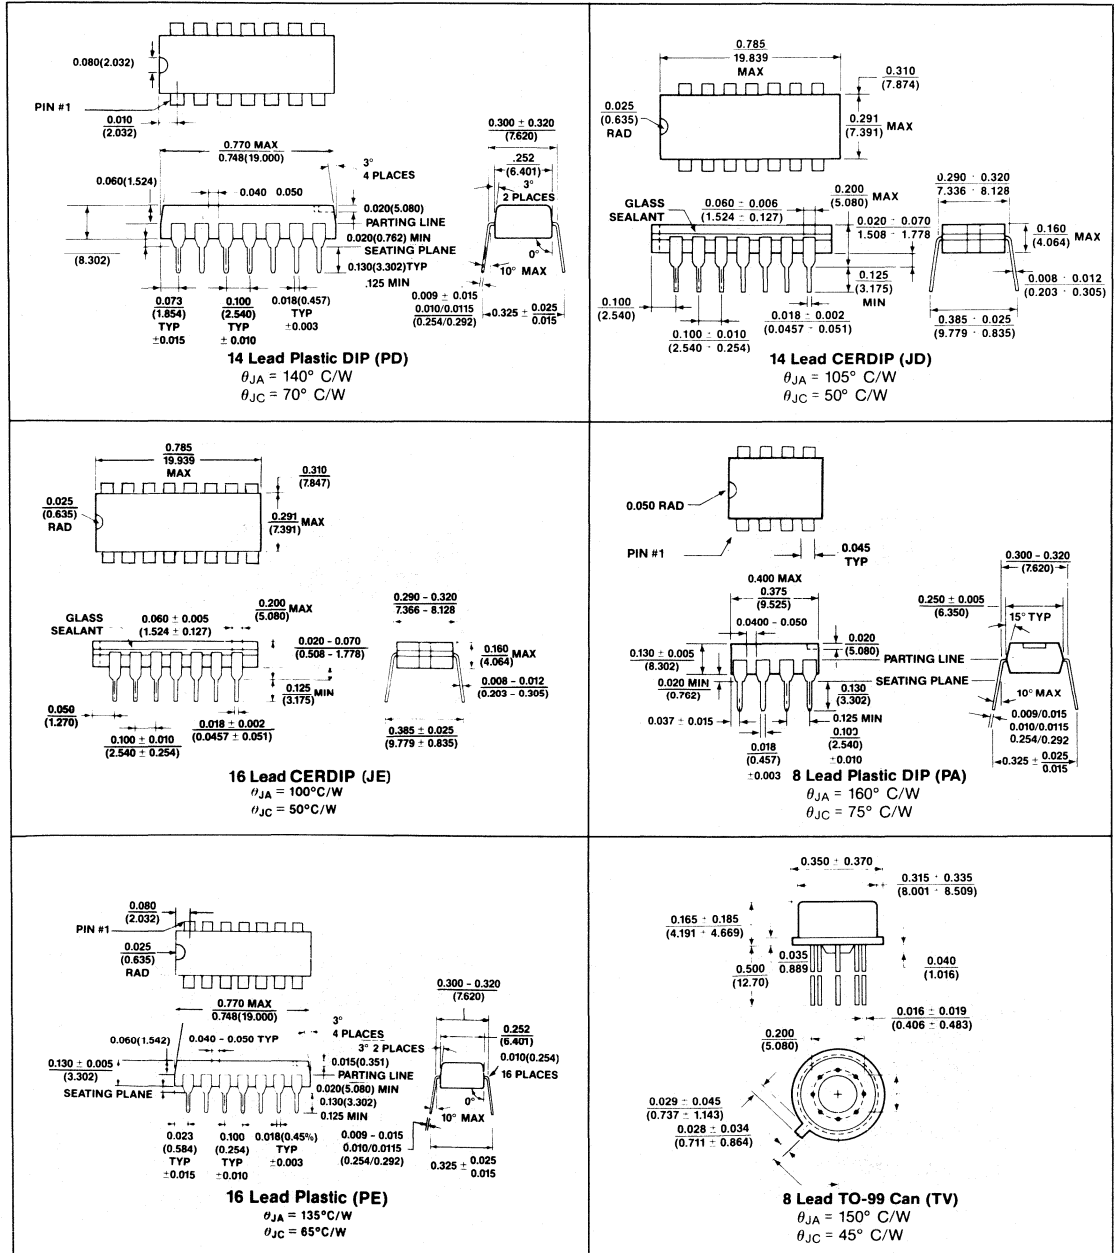 0.080(2.032)
PIN #1
0.010
(2.032)
0.770 MAX
0.748(19.000)
3°
4 PLACES
0.060(1.524)
0.040 0.050
0.020(5.080)
PARTING LINE
0.020(0.762) MIN
SEATING PLANE
(8.302)
0.130(3.302)TYP
.125 MIN
0.073
(1.854)
TYP
±0.015
0.100
(2.540)
TYP
± 0.010
0.018(0.457)
TYP
±0.003
0.300 ± 0.320
(7.620)
.252
(6.401)
3°
2 PLACES
0°
10° MAX
0.009 ± 0.015
0.010/0.0115
(0.254/0.292)
0.325 ± 0.025
0.015
14 Lead Plastic DIP (PD)
θJA = 140° C/W
θJC = 70° C/W
0.785
19.839
MAX
0.310
(7.874)
0.025
(0.635)
RAD
0.291
(7.391) MAX
GLASS
SEALANT
0.060 ± 0.006
(1.524 ± 0.127)
0.200
(5.080) MAX
0.020 · 0.070
1.508 · 1.778
0.290 · 0.320
7.336 · 8.128
0.160
(4.064) MAX
0.125
(3.175)
MIN
0.008 · 0.012
(0.203 · 0.305)
0.100
(2.540)
0.100 ± 0.010
(2.540 · 0.254)
0.018 ± 0.002
(0.0457 · 0.051)
0.385 · 0.025
(9.779 · 0.835)
14 Lead CERDIP (JD)
θJA = 105° C/W
θJC = 50° C/W
0.785
19.939
MAX
0.310
(7.847)
0.025
(0.635)
RAD
0.291
(7.391) MAX
GLASS
SEALANT
0.060 ± 0.005
(1.524 ± 0.127)
0.200
(5.080) MAX
0.020 - 0.070
(0.508 - 1.778)
0.290 - 0.320
7.366 - 8.128
0.160
(4.064) MAX
0.125
(3.175) MIN
0.008 - 0.012
(0.203 - 0.305)
0.050
(1.270)
0.100 ± 0.010
(2.540 ± 0.254)
0.018 ± 0.002
(0.0457 ± 0.051)
0.385 ± 0.025
(9.779 ± 0.835)
16 Lead CERDIP (JE)
θJA = 100°C/W
θJC = 50°C/W
0.050 RAD
PIN #1
0.045
TYP
0.400 MAX
0.375
(9.525)
0.0400 - 0.050
0.130 ± 0.005
(8.302)
0.020
(5.080)
PARTING LINE
SEATING PLANE
0.020 MIN
(0.762)
0.130
(3.302)
0.037 ± 0.015
0.125 MIN
0.018
(0.457)
±0.003
0.100
(2.540)
±0.010
0.300 - 0.320
(7.620)
0.250 ± 0.005
(6.350)
15° TYP
10° MAX
0.009/0.015
0.010/0.0115
0.254/0.292
0.325 ± 0.025
0.015
8 Lead Plastic DIP (PA)
θJA = 160° C/W
θJC = 75° C/W
0.080
(2.032)
PIN #1
0.025
(0.635)
RAD
0.770 MAX
0.748(19.000)
3°
4 PLACES
0.060(1.542)
0.040 - 0.050 TYP
0.015(0.351)
0.130 ± 0.005
(3.302)
PARTING LINE
SEATING PLANE
0.020(5.080) MIN
0.130(3.302)
0.125 MIN
0.023
(0.584)
TYP
±0.015
0.100
(0.254)
TYP
±0.010
0.018(0.45%)
TYP
±0.003
0.300 - 0.320
(7.620)
0.252
(6.401)
3° 2 PLACES
0.010(0.254)
16 PLACES
0°
10° MAX
0.009 - 0.015
0.010/0.0115
(0.254/0.292)
0.325 ± 0.025
0.015
16 Lead Plastic (PE)
θJA = 135°C/W
θJC = 65°C/W
0.350 ± 0.370
0.315 · 0.335
(8.001 · 8.509)
0.165 ± 0.185
(4.191 + 4.669)
0.035
0.889
0.500
(12.70)
0.040
(1.016)
0.016 ± 0.019
(0.406 ± 0.483)
0.200
(5.080)
0.029 ± 0.045
(0.737 ± 1.143)
0.028 ± 0.034
(0.711 ± 0.864)
8 Lead TO-99 Can (TV)
θJA = 150° C/W
θJC = 45° C/W